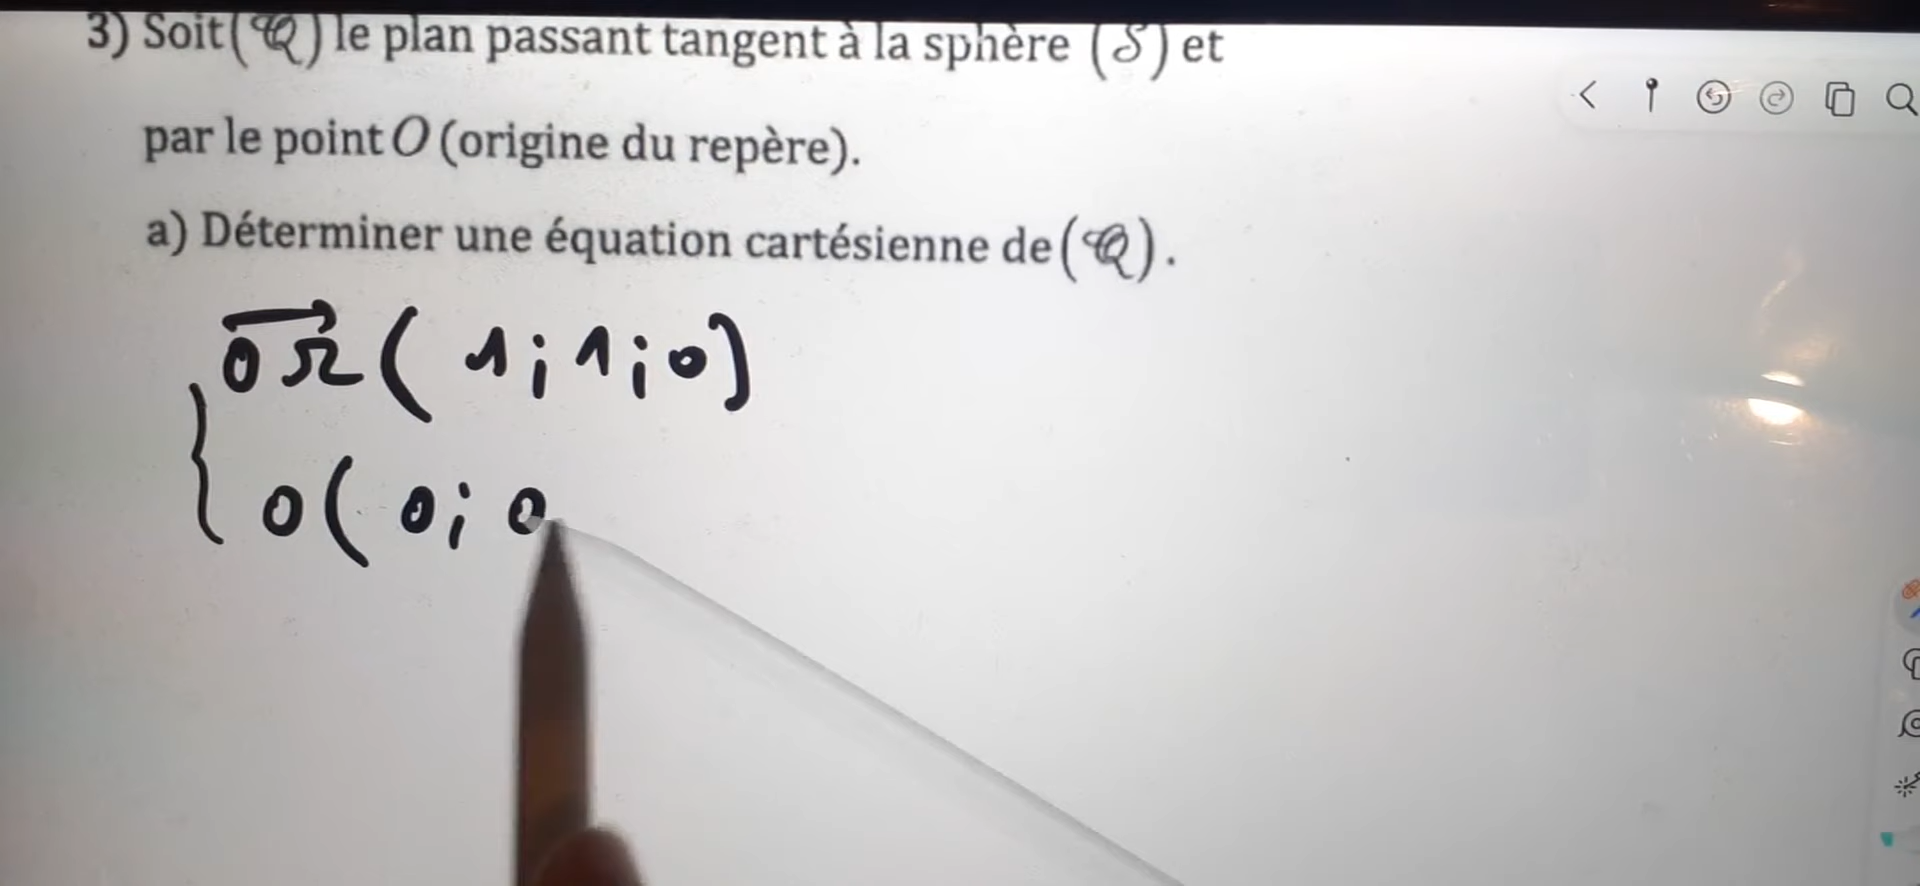 3) Soit (Q) le plan passant tangent à la sphère (S) et
par le point O (origine du repère).
a) Déterminer une équation cartésienne de (Q).
OΩ ( 1 ; 1 ; 0 )
O ( 0 ; 0